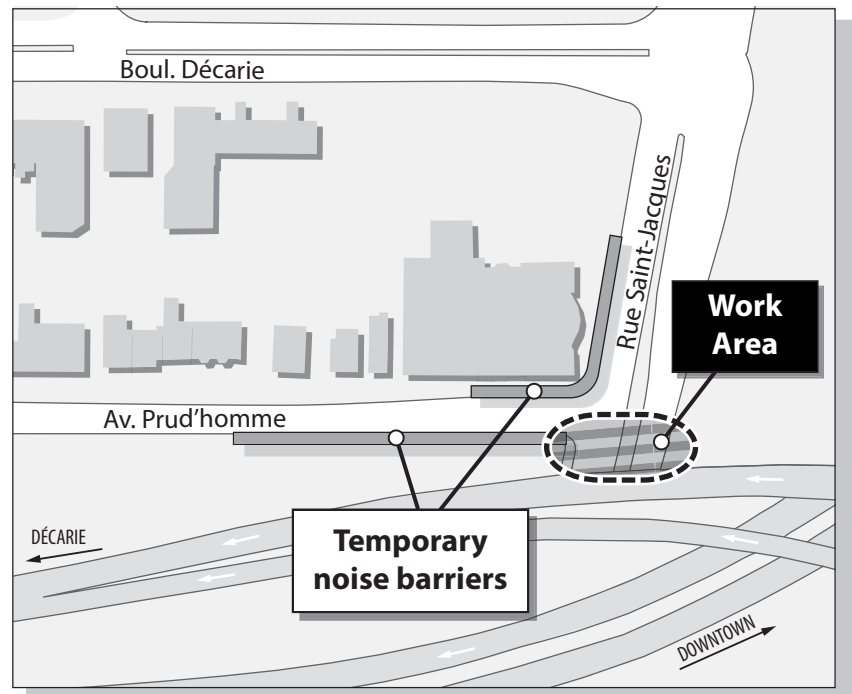 Boul. Décarie
Rue Saint-Jacques
Work
Area
Av. Prud'homme
Temporary
noise barriers
DÉCARIE
DOWNTOWN